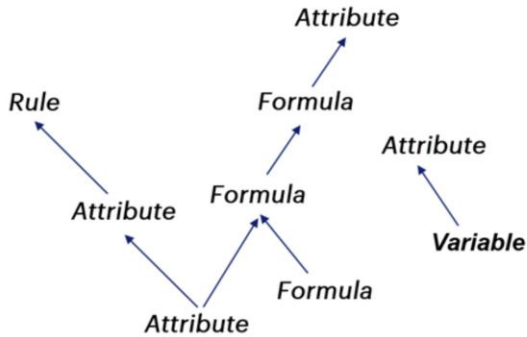 Attribute
Rule
Formula
Attribute
Formula
Attribute
Variable
Formula
Attribute